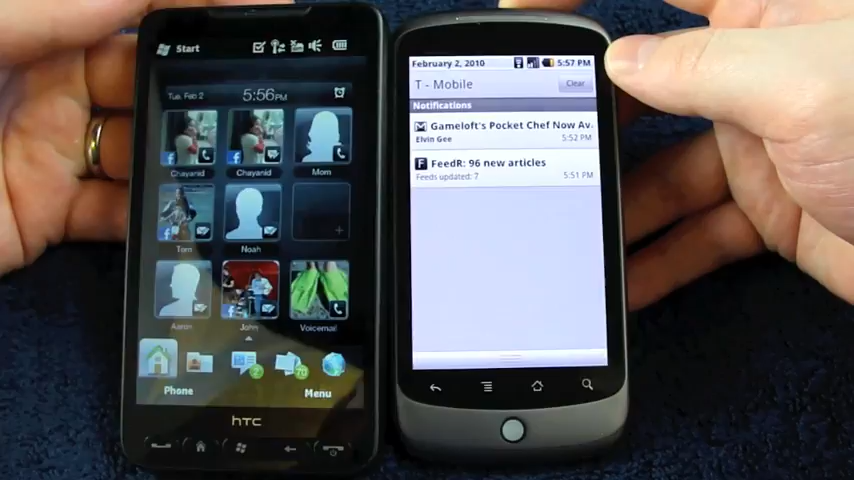 Start
Tue, Feb 2
5:56PM
Chayanid
Chayanid
Mom
Tom
Noah
Aaron
John
Voicemail
2
70
Phone
Menu
hTC
February 2, 2010
5:57 PM
T - Mobile
Clear
Notifications
Gameloft's Pocket Chef Now Av.
Elvin Gee
5:52 PM
FeedR: 96 new articles
Feeds updated: 7
5:51 PM